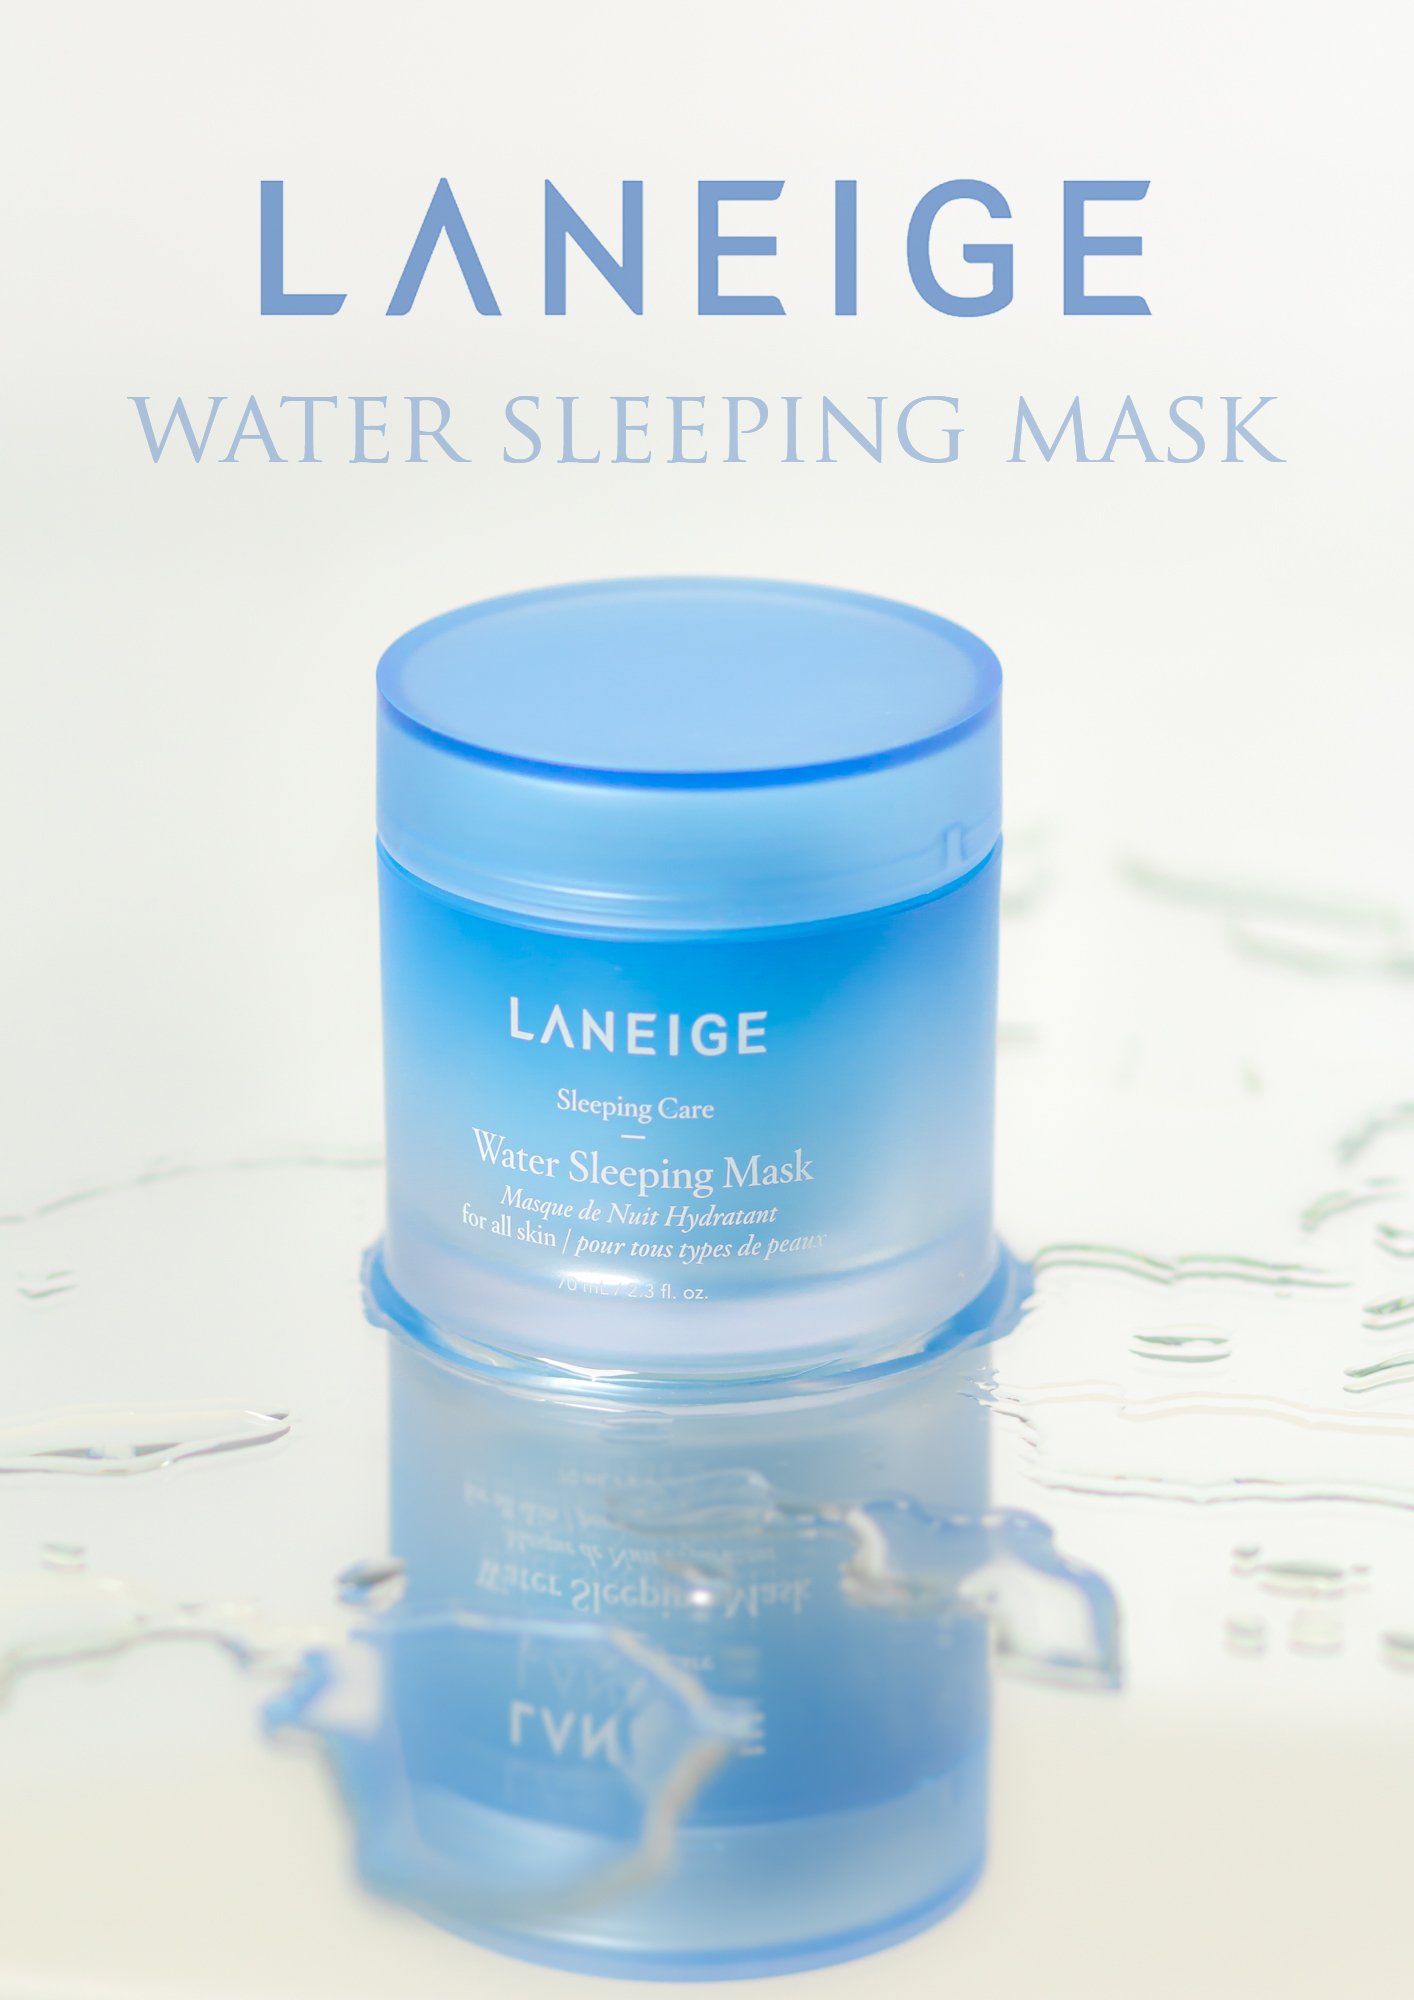 LANEIGE
WATER SLEEPING MASK
LANEIGE
Sleeping Care
Water Sleeping Mask
Masque de Nuit Hydratant
for all skin / pour tous types de peaux
70 mL / 2.3 fl. oz.